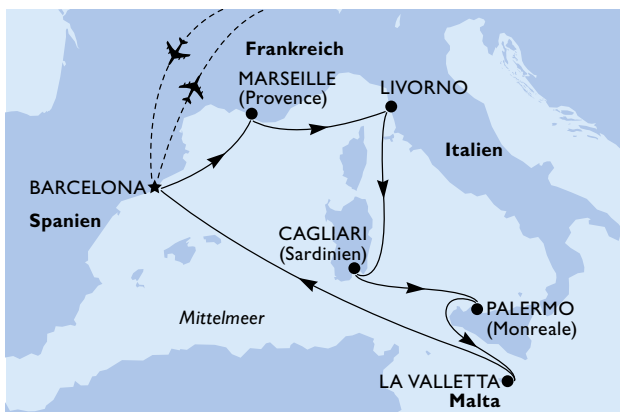 Frankreich
MARSEILLE
(Provence)
LIVORNO
Italien
BARCELONA
Spanien
CAGLIARI
(Sardinien)
Mittelmeer
PALERMO
(Monreale)
LA VALLETTA
Malta